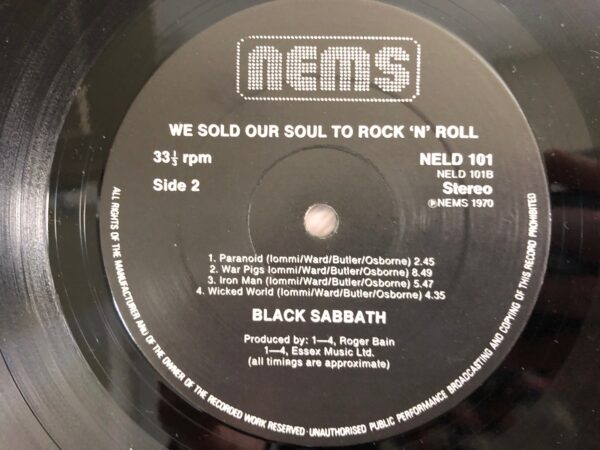 nems
WE SOLD OUR SOUL TO ROCK 'N' ROLL
33⅓ rpm
NELD 101
NELD 101B
Side 2
Stereo
ⓅNEMS 1970
1. Paranoid (Iommi/Ward/Butler/Osborne) 2.45
2. War Pigs Iommi/Ward/Butler/Osborne) 8.49
3. Iron Man (Iommi/Ward/Butler/Osborne) 5.47
4. Wicked World (Iommi/Ward/Butler/Osborne) 4.35
BLACK SABBATH
Produced by: 1—4, Roger Bain
1—4, Essex Music Ltd.
(all timings are approximate)
ALL RIGHTS OF THE MANUFACTURER AND OF THE OWNER OF THE RECORDED WORK RESERVED · UNAUTHORISED PUBLIC PERFORMANCE BROADCASTING AND COPYING OF THIS RECORD PROHIBITED